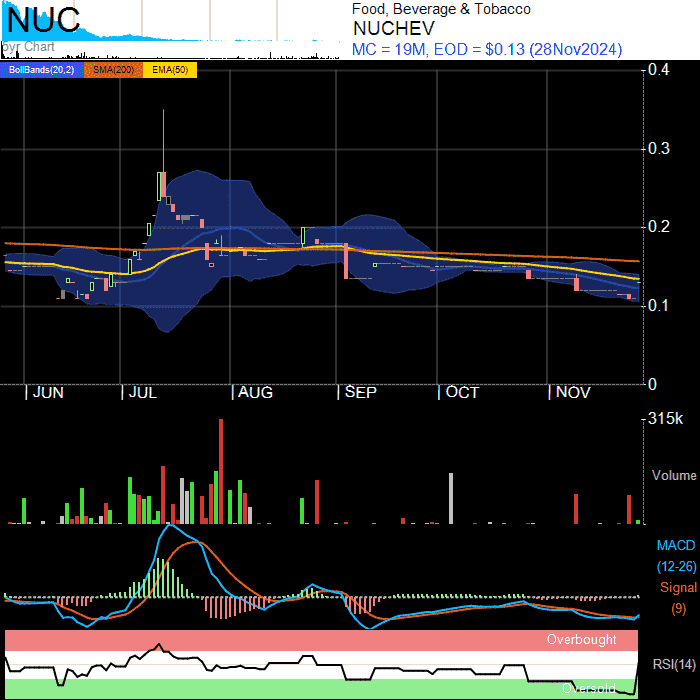 NUC
Food, Beverage & Tobacco
NUCHEV
MC = 19M, EOD = $0.13 (28Nov2024)
Chart
BollBands(20,2) SMA(200) EMA(50)
0.4
0.3
0.2
0.1
0
JUN JUL AUG SEP OCT NOV
315k
Volume
MACD
(12-26)
Signal
(9)
Overbought
RSI(14)
Oversold